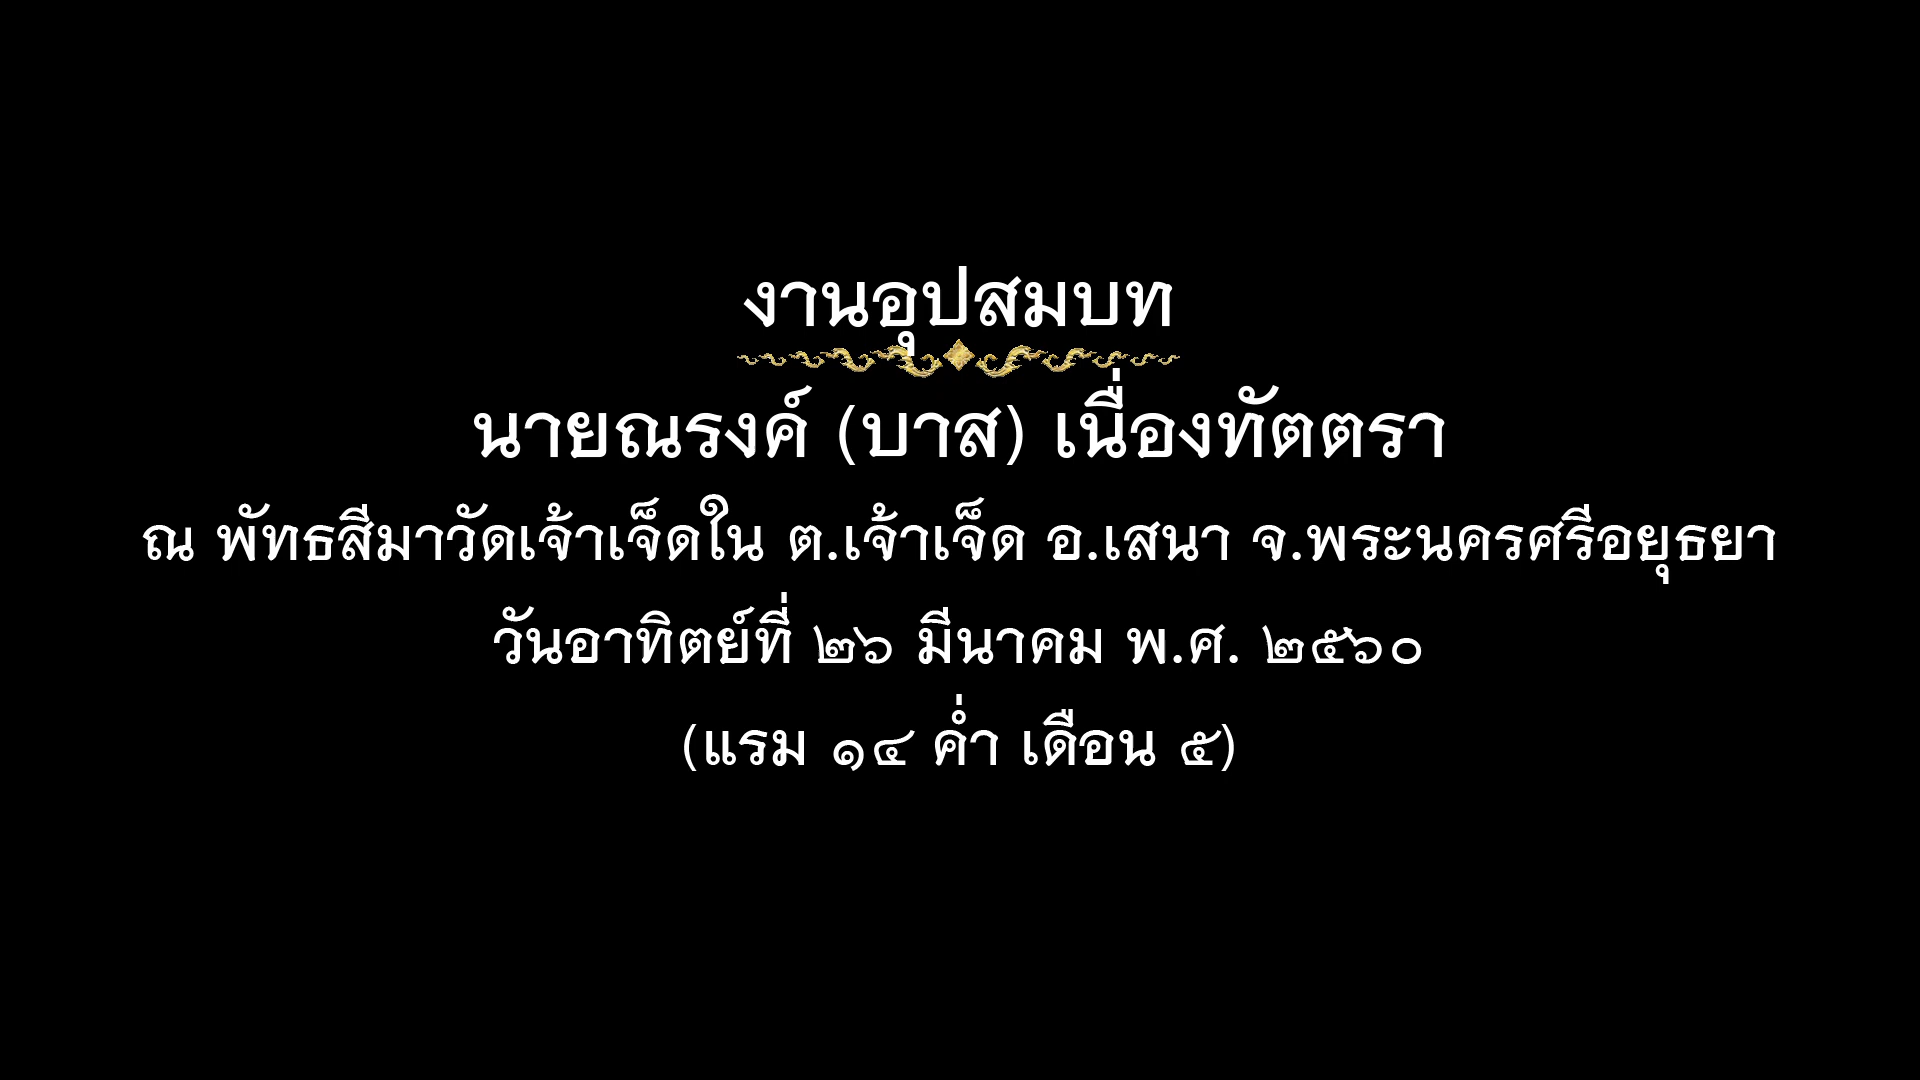 งานอุปสมบท
นายณรงค์ (บาส) เนื่องทัตตรา
ณ พัทธสีมาวัดเจ้าเจ็ดใน ต.เจ้าเจ็ด อ.เสนา จ.พระนครศรีอยุธยา
วันอาทิตย์ที่ ๒๖ มีนาคม พ.ศ. ๒๕๖๐
(แรม ๑๔ ค่ำ เดือน ๕)